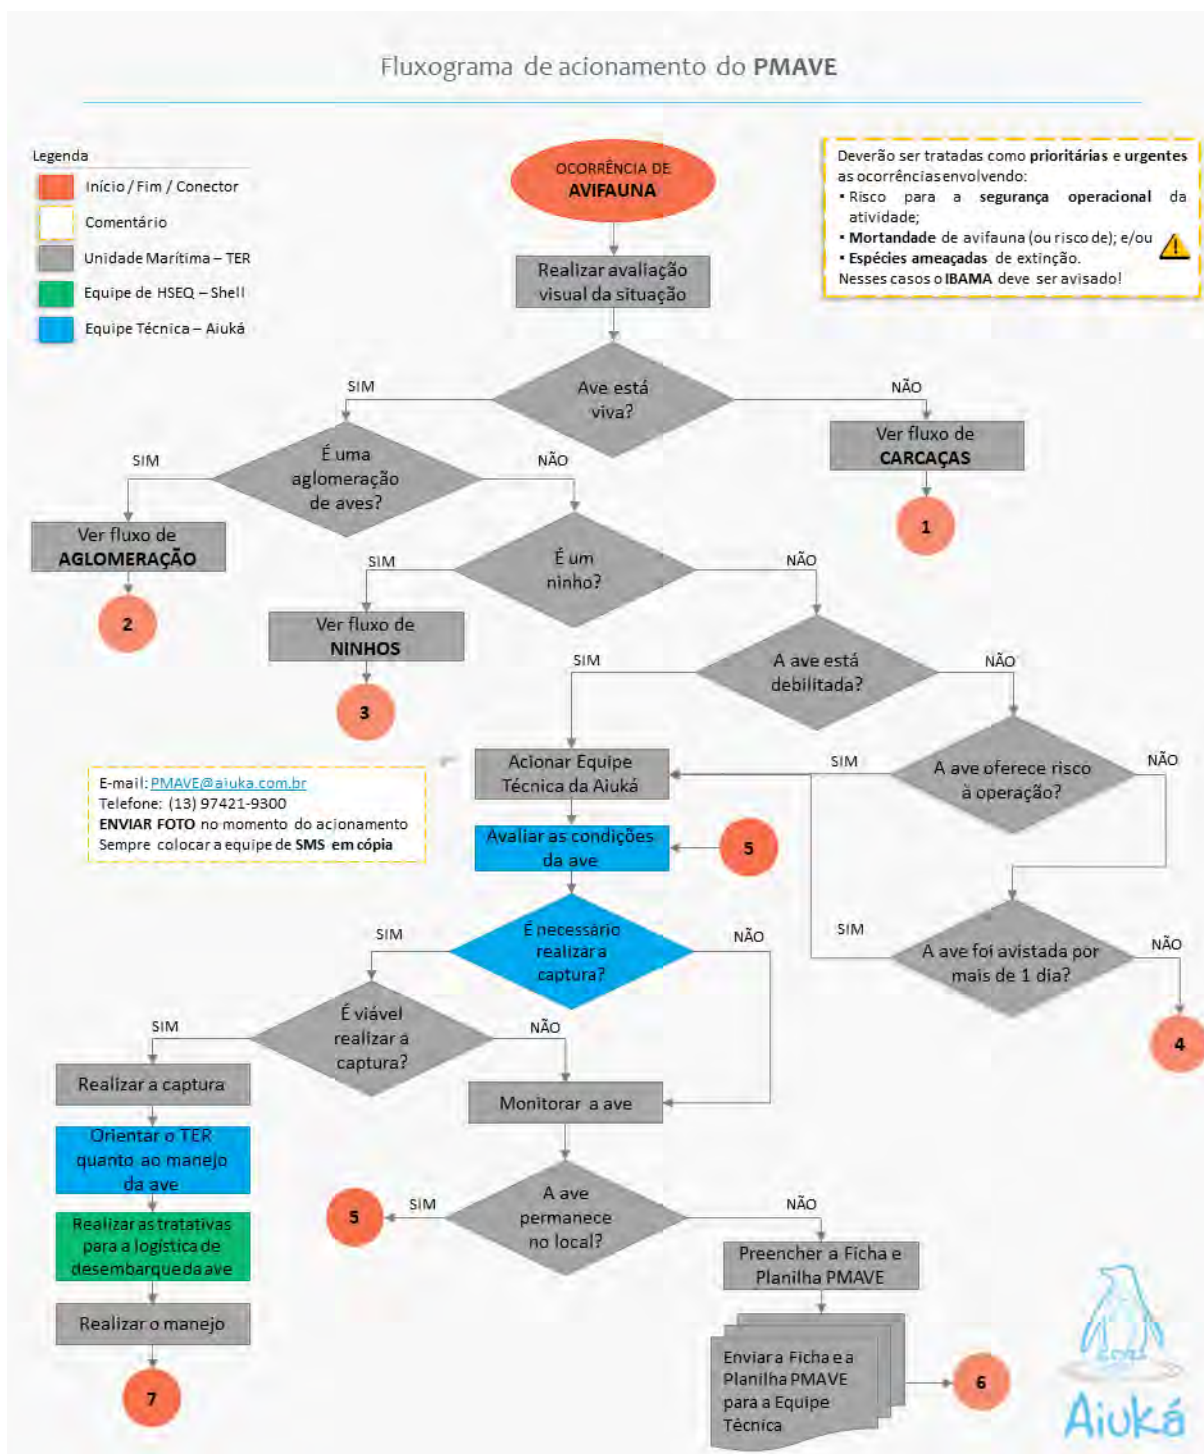 Fluxograma de acionamento do PMAVE
Legenda
Início / Fim / Conector
Comentário
Unidade Marítima – TER
Equipe de HSEQ – Shell
Equipe Técnica – Aiuká
OCORRÊNCIA DE
AVIFAUNA
Deverão ser tratadas como prioritárias e urgentes
as ocorrências envolvendo:
▪ Risco para a segurança operacional da
atividade;
▪ Mortandade de avifauna (ou risco de); e/ou
▪ Espécies ameaçadas de extinção.
Nesses casos o IBAMA deve ser avisado!
Realizar avaliação
visual da situação
Ave está
viva?
SIM
NÃO
Ver fluxo de
CARCAÇAS
1
É uma
aglomeração
de aves?
SIM
NÃO
Ver fluxo de
AGLOMERAÇÃO
2
É um
ninho?
SIM
NÃO
Ver fluxo de
NINHOS
3
A ave está
debilitada?
SIM
NÃO
Acionar Equipe
Técnica da Aiuká
A ave oferece risco
à operação?
SIM
NÃO
E-mail: PMAVE@aiuka.com.br
Telefone: (13) 97421-9300
ENVIAR FOTO no momento do acionamento
Sempre colocar a equipe de SMS em cópia
Avaliar as condições
da ave
5
A ave foi avistada por
mais de 1 dia?
SIM
NÃO
4
É necessário
realizar a
captura?
SIM
NÃO
É viável
realizar a
captura?
SIM
NÃO
Realizar a captura
Monitorar a ave
Orientar o TER
quanto ao manejo
da ave
Realizar as tratativas
para a logística de
desembarque da ave
Realizar o manejo
7
A ave
permanece
no local?
SIM
NÃO
5
Preencher a Ficha e
Planilha PMAVE
Enviar a Ficha e a
Planilha PMAVE
para a Equipe
Técnica
6
Aiuká